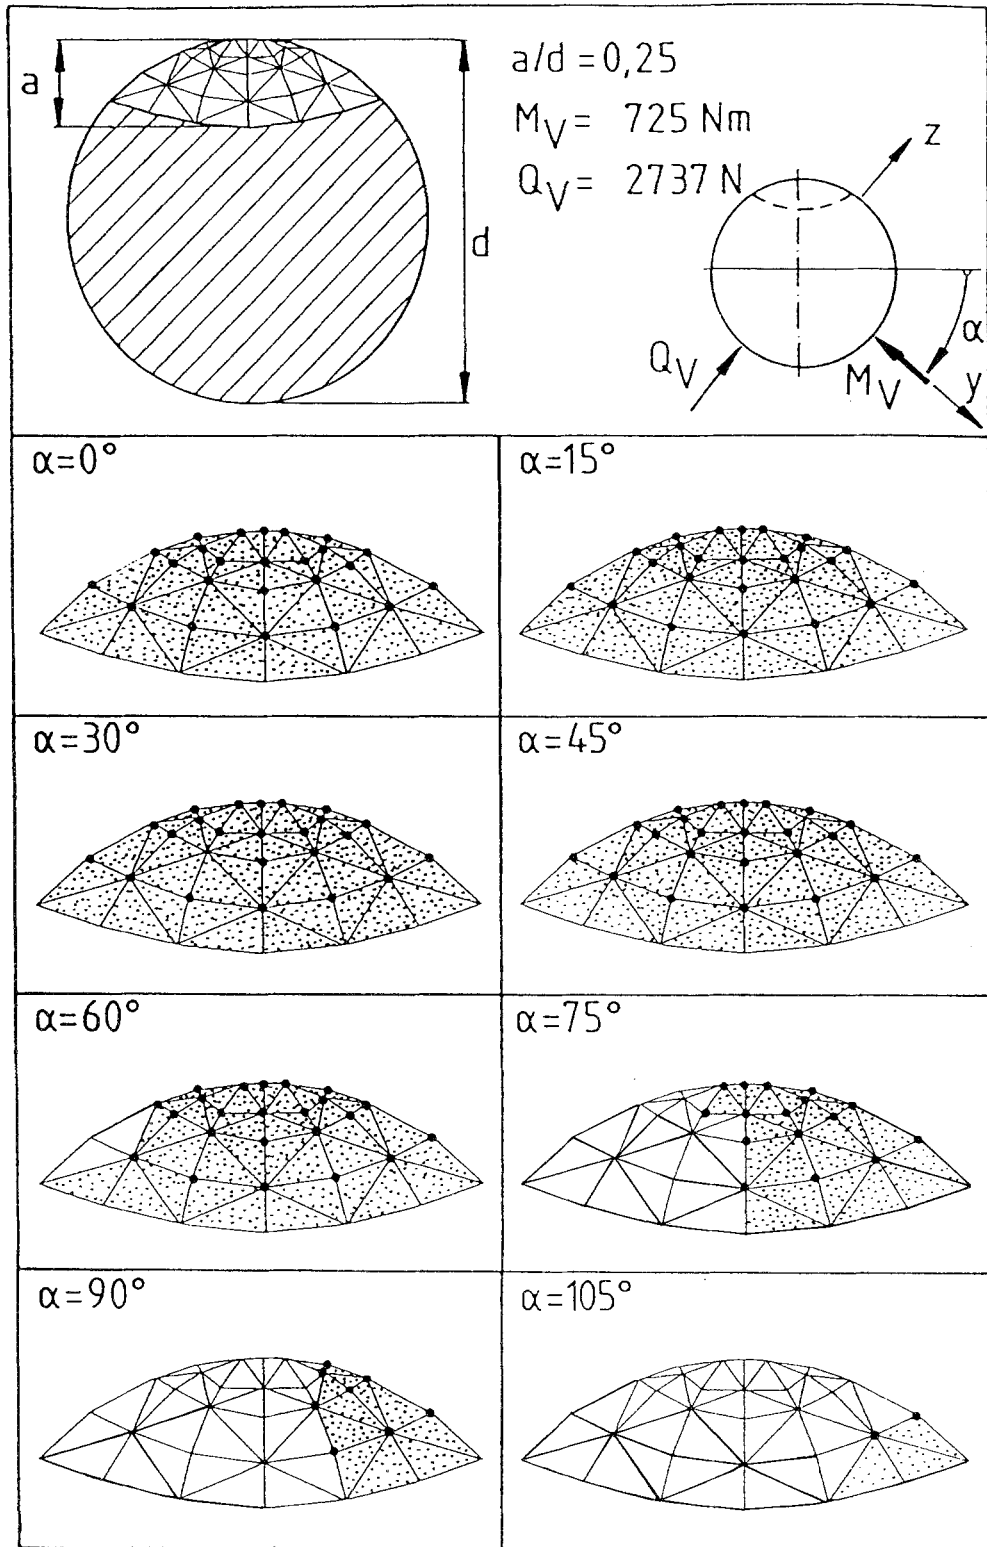 a
d
a/d = 0,25
M_V = 725 Nm
Q_V = 2737 N
z
α
Q_V
M_V
y
α=0°
α=15°
α=30°
α=45°
α=60°
α=75°
α=90°
α=105°